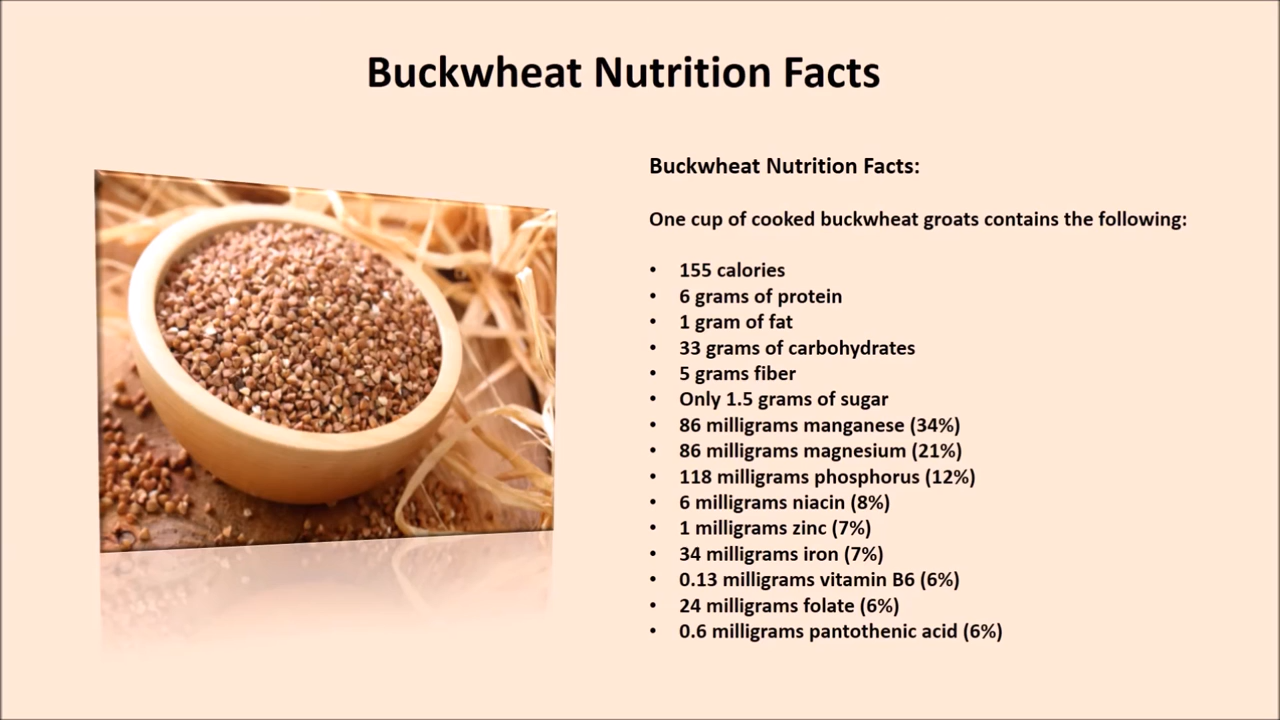 Buckwheat Nutrition Facts
Buckwheat Nutrition Facts:
One cup of cooked buckwheat groats contains the following:
• 155 calories
• 6 grams of protein
• 1 gram of fat
• 33 grams of carbohydrates
• 5 grams fiber
• Only 1.5 grams of sugar
• 86 milligrams manganese (34%)
• 86 milligrams magnesium (21%)
• 118 milligrams phosphorus (12%)
• 6 milligrams niacin (8%)
• 1 milligrams zinc (7%)
• 34 milligrams iron (7%)
• 0.13 milligrams vitamin B6 (6%)
• 24 milligrams folate (6%)
• 0.6 milligrams pantothenic acid (6%)